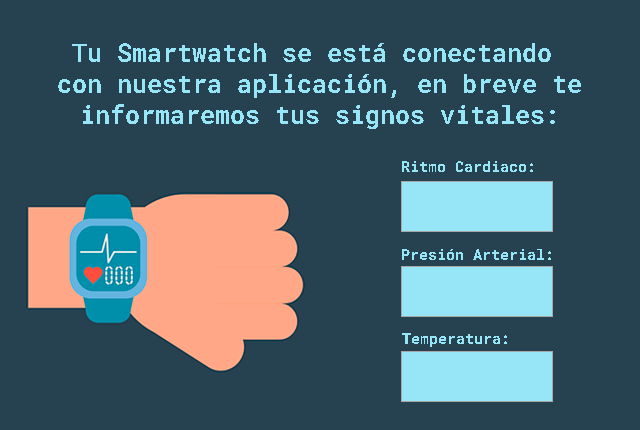 Tu Smartwatch se está conectando
con nuestra aplicación, en breve te
informaremos tus signos vitales:
Ritmo Cardiaco:
000
Presión Arterial:
Temperatura: